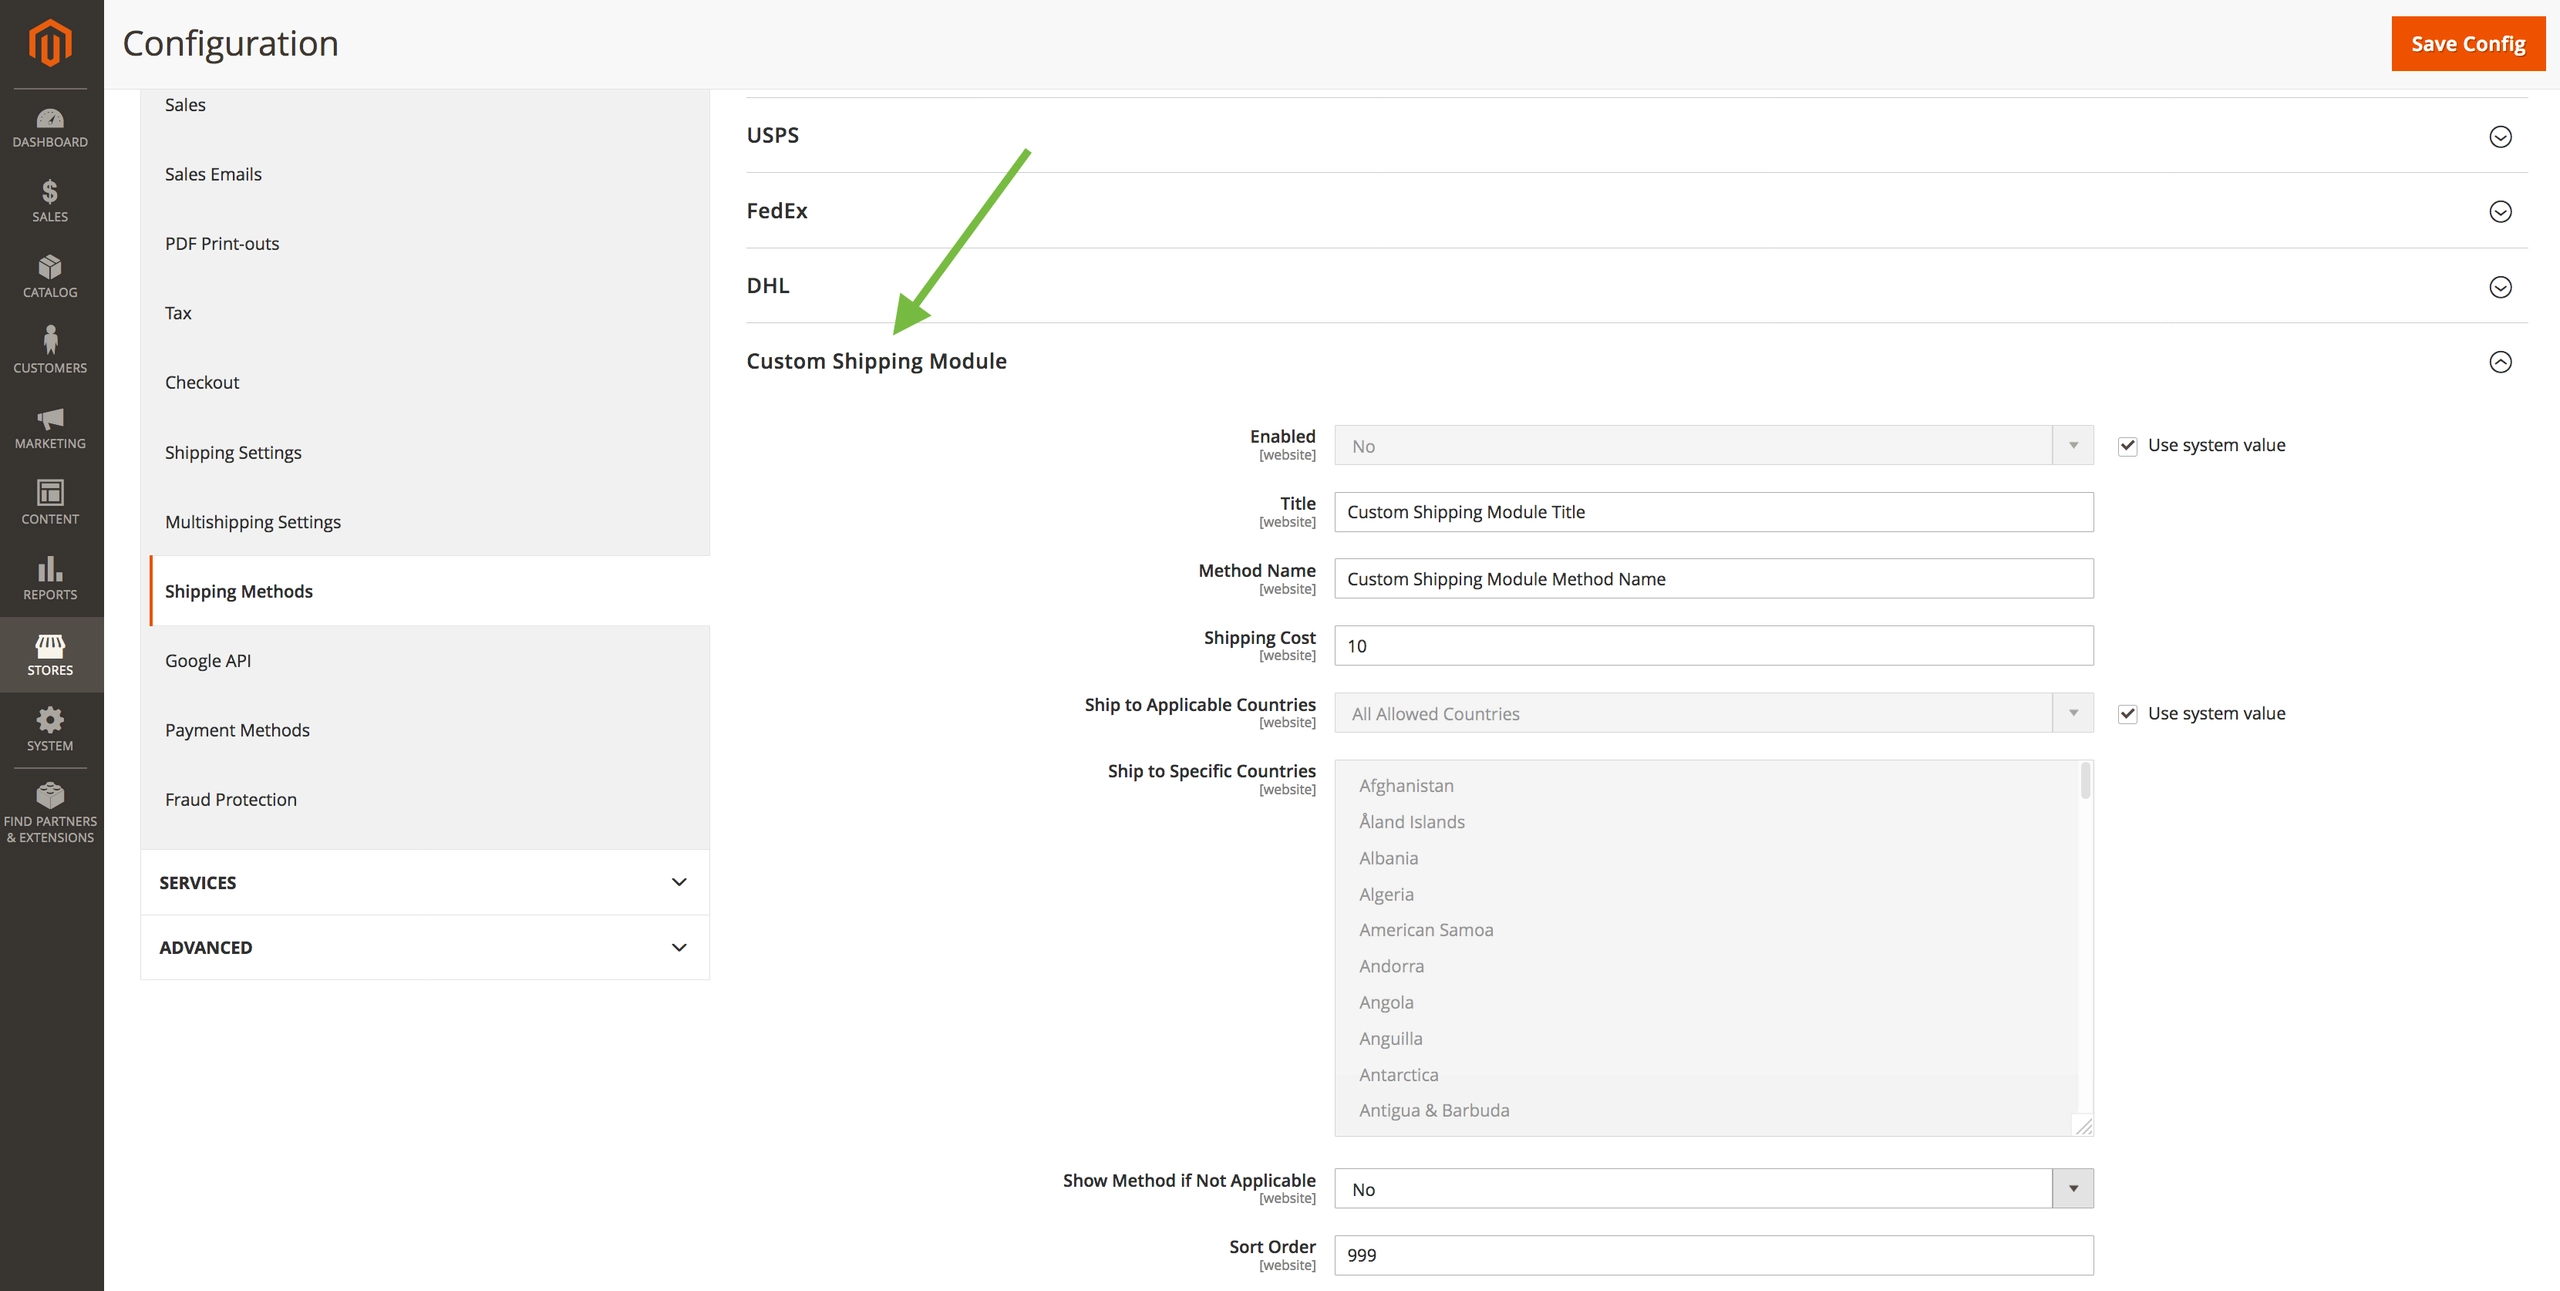 Configuration
Save Config
DASHBOARD
SALES
CATALOG
CUSTOMERS
MARKETING
CONTENT
REPORTS
STORES
SYSTEM
FIND PARTNERS
& EXTENSIONS
Sales
Sales Emails
PDF Print-outs
Tax
Checkout
Shipping Settings
Multishipping Settings
Shipping Methods
Google API
Payment Methods
Fraud Protection
SERVICES
ADVANCED
USPS
FedEx
DHL
Custom Shipping Module
Enabled
[website]
No
Use system value
Title
[website]
Custom Shipping Module Title
Method Name
[website]
Custom Shipping Module Method Name
Shipping Cost
[website]
10
Ship to Applicable Countries
[website]
All Allowed Countries
Use system value
Ship to Specific Countries
[website]
Afghanistan
Åland Islands
Albania
Algeria
American Samoa
Andorra
Angola
Anguilla
Antarctica
Antigua & Barbuda
Show Method if Not Applicable
[website]
No
Sort Order
[website]
999